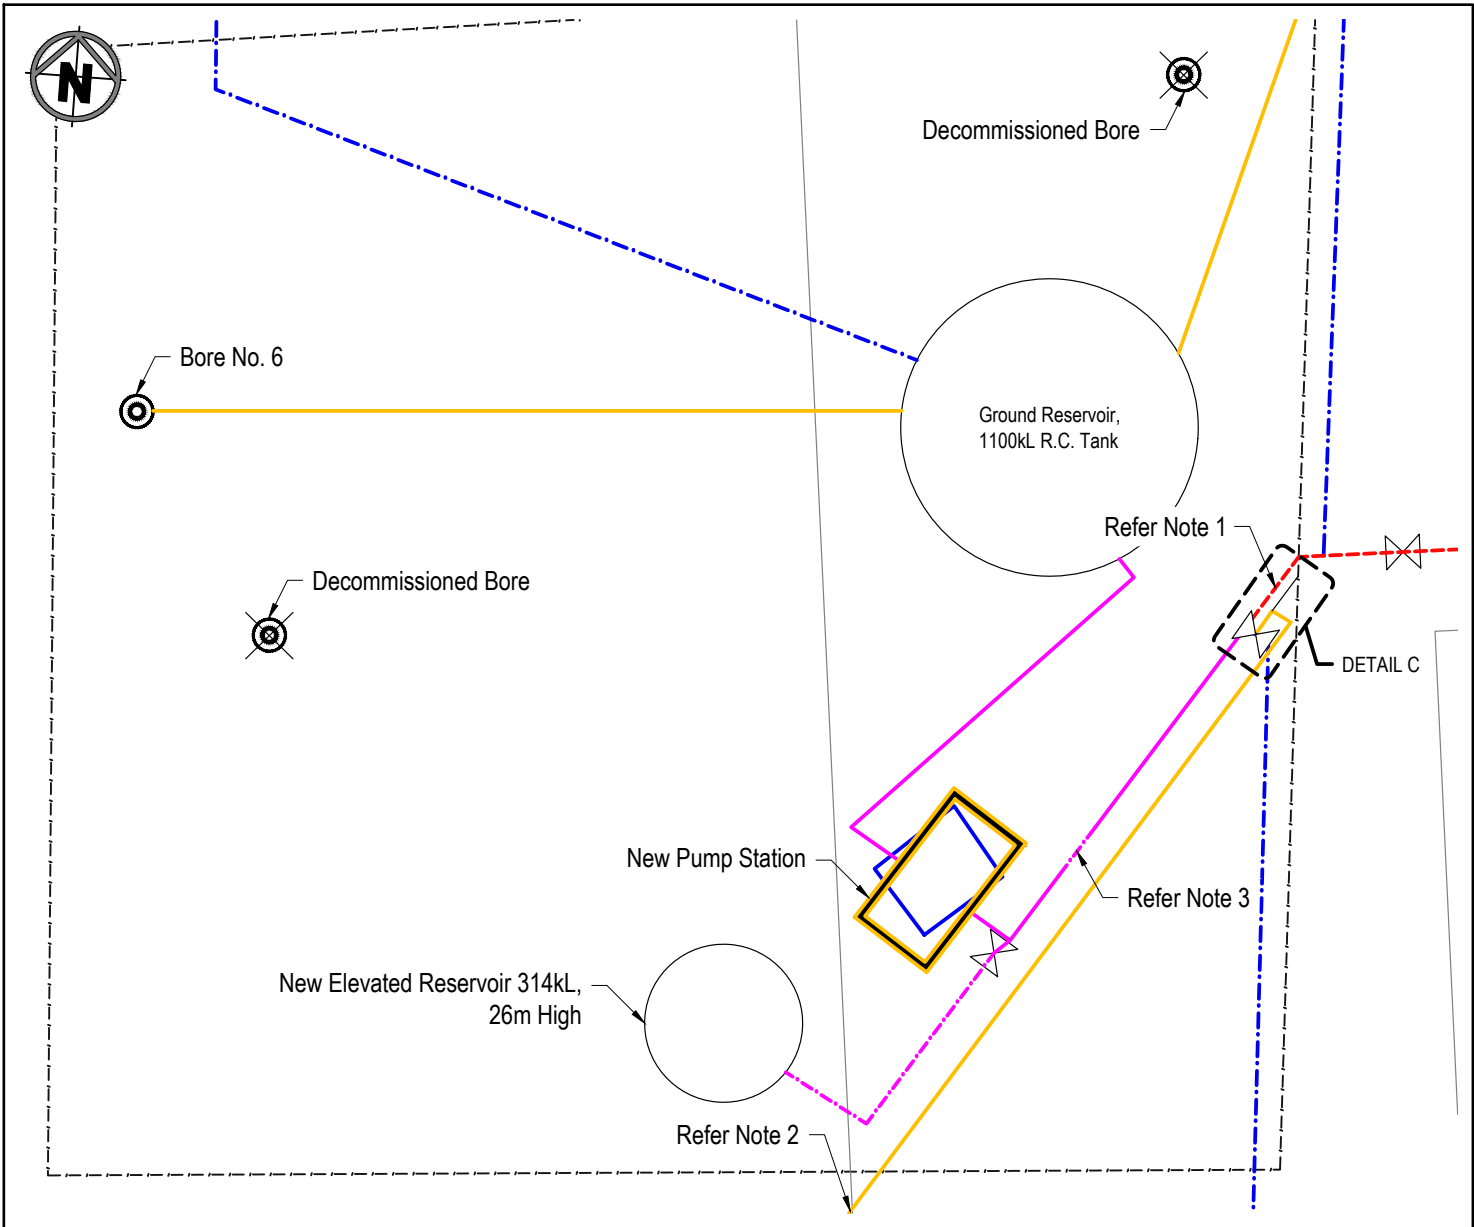 N
Decommissioned Bore
Bore No. 6
Ground Reservoir,
1100kL R.C. Tank
Refer Note 1
Decommissioned Bore
DETAIL C
New Pump Station
Refer Note 3
New Elevated Reservoir 314kL,
26m High
Refer Note 2